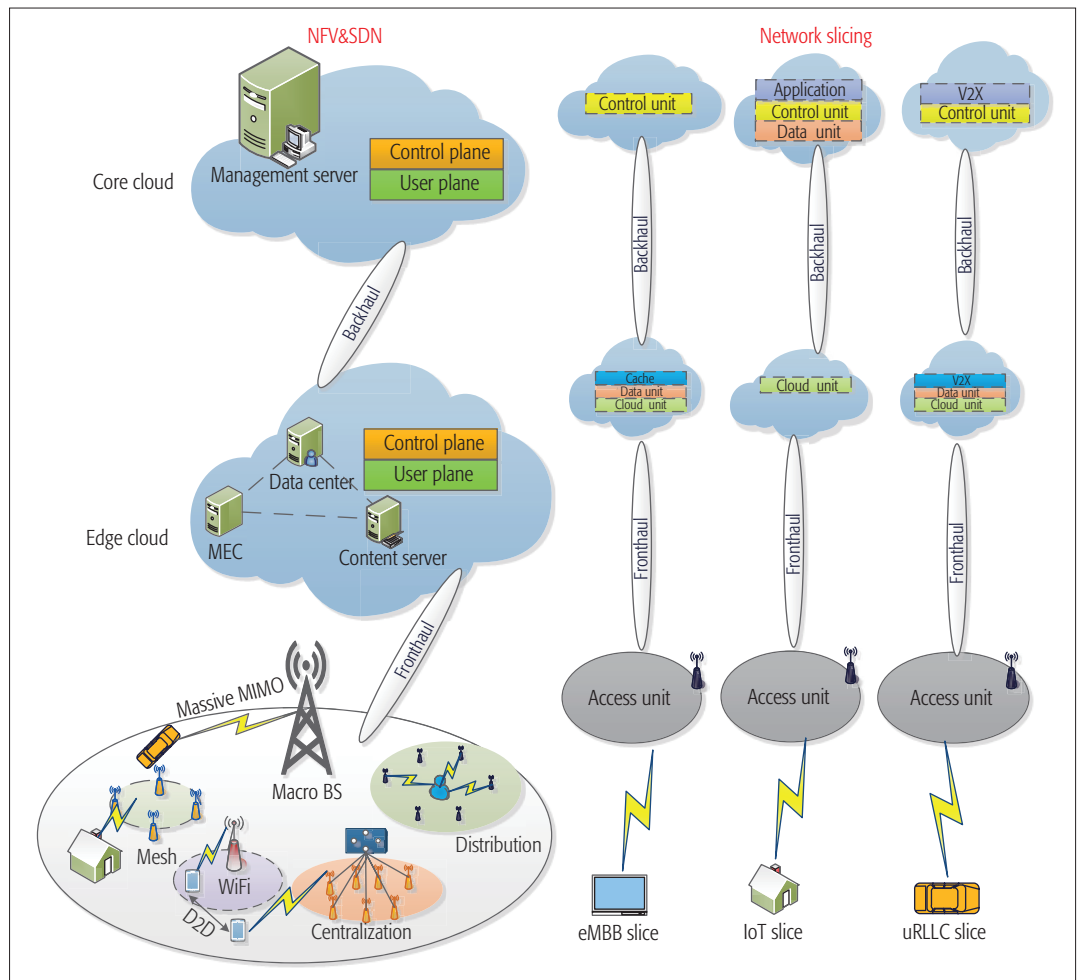 NFV&SDN
Management server
Control plane
User plane
Core cloud
Backhaul
Control plane
User plane
Data center
MEC
Content server
Edge cloud
Fronthaul
Massive MIMO
Macro BS
Distribution
Mesh
WiFi
D2D
Centralization
Network slicing
Control unit
Backhaul
Cache
Data unit
Cloud unit
Fronthaul
Access unit
eMBB slice
Application
Control unit
Data unit
Backhaul
Cloud unit
Fronthaul
Access unit
IoT slice
V2X
Control unit
Backhaul
V2X
Data unit
Cloud unit
Fronthaul
Access unit
uRLLC slice